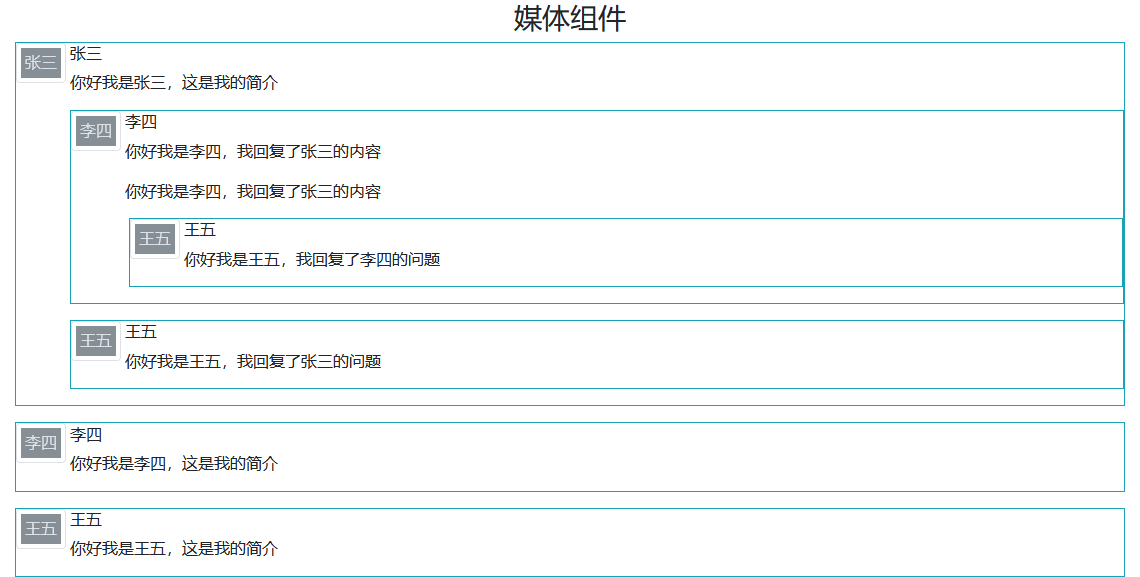 媒体组件
张三 张三
你好我是张三，这是我的简介
李四 李四
你好我是李四，我回复了张三的内容
你好我是李四，我回复了张三的内容
王五 王五
你好我是王五，我回复了李四的问题
王五 王五
你好我是王五，我回复了张三的问题
李四 李四
你好我是李四，这是我的简介
王五 王五
你好我是王五，这是我的简介